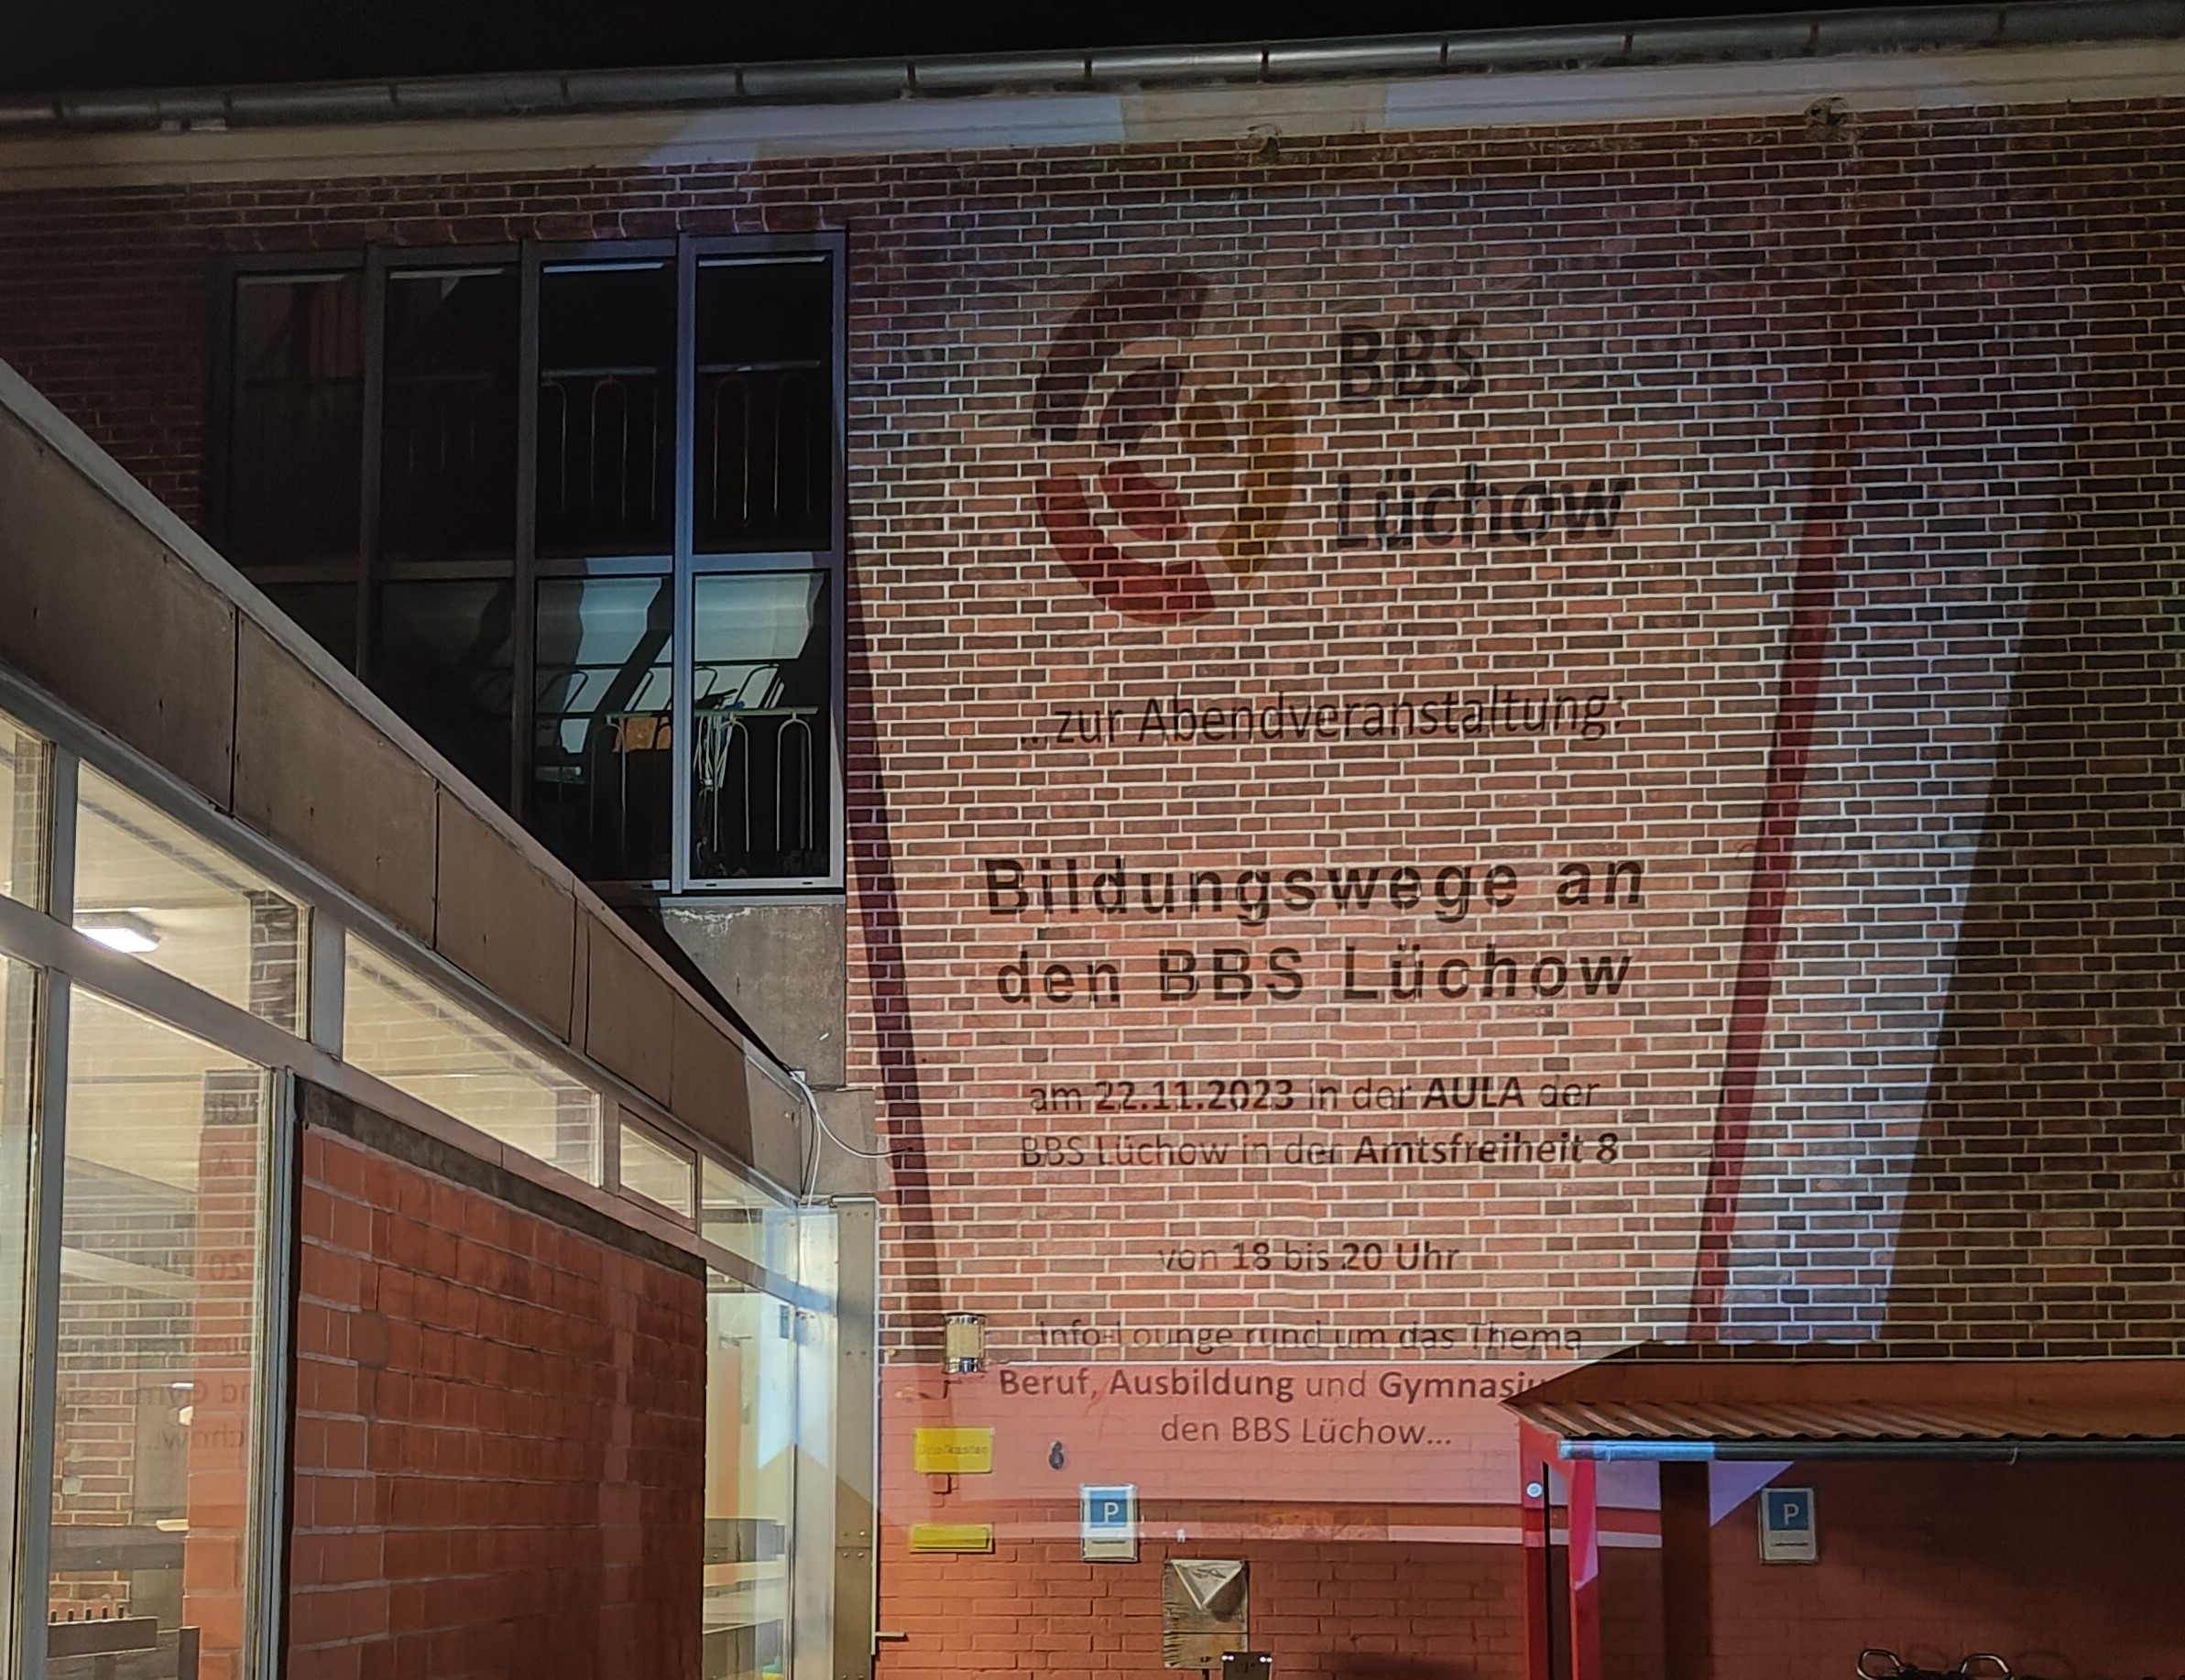 BBS
Lüchow
...zur Abendveranstaltung:
Bildungswege an
den BBS Lüchow
am 22.11.2023 in der AULA der
BBS Lüchow in der Amtsfreiheit 8
von 18 bis 20 Uhr
Info-Lounge rund um das Thema
Beruf, Ausbildung und Gymnasiu
den BBS Lüchow...
P
P